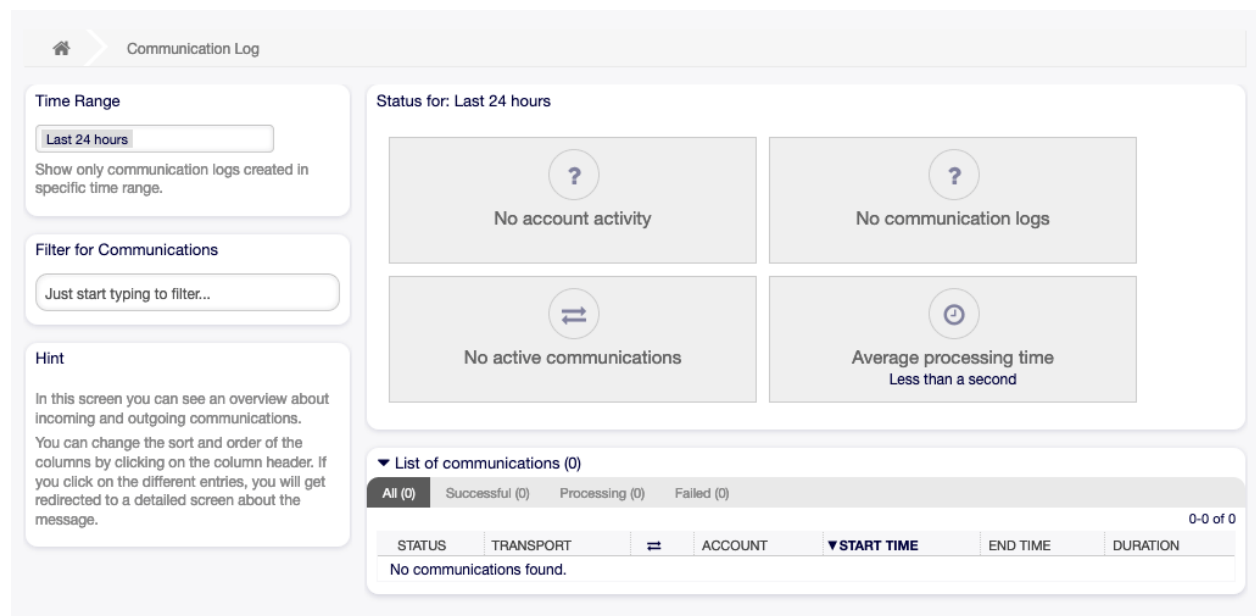 Communication Log
Time Range
Last 24 hours
Show only communication logs created in
specific time range.
Filter for Communications
Just start typing to filter...
Hint
In this screen you can see an overview about
incoming and outgoing communications.
You can change the sort and order of the
columns by clicking on the column header. If
you click on the different entries, you will get
redirected to a detailed screen about the
message.
Status for: Last 24 hours
?
No account activity
?
No communication logs
No active communications
Average processing time
Less than a second
List of communications (0)
All (0) Successful (0) Processing (0) Failed (0)
0-0 of 0
STATUS TRANSPORT ACCOUNT START TIME END TIME DURATION
No communications found.